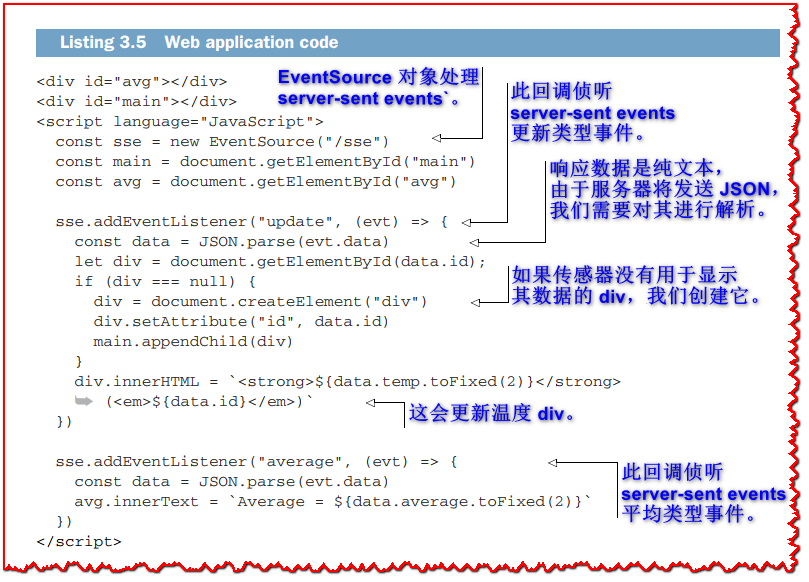 Listing 3.5 Web application code
<div id="avg"></div>
<div id="main"></div>
<script language="JavaScript">
const sse = new EventSource("/sse")
const main = document.getElementById("main")
const avg = document.getElementById("avg")
EventSource 对象处理
server-sent events`。
sse.addEventListener("update", (evt) => {
此回调侦听
server-sent events
更新类型事件。
const data = JSON.parse(evt.data)
响应数据是纯文本，
由于服务器将发送 JSON，
我们需要对其进行解析。
let div = document.getElementById(data.id);
if (div === null) {
div = document.createElement("div")
如果传感器没有用于显示
其数据的 div，我们创建它。
div.setAttribute("id", data.id)
main.appendChild(div)
}
div.innerHTML = `<strong>${data.temp.toFixed(2)}</strong>
➥ (<em>${data.id}</em>)`
这会更新温度 div。
})
sse.addEventListener("average", (evt) => {
此回调侦听
server-sent events
平均类型事件。
const data = JSON.parse(evt.data)
avg.innerText = `Average = ${data.average.toFixed(2)}`
})
</script>